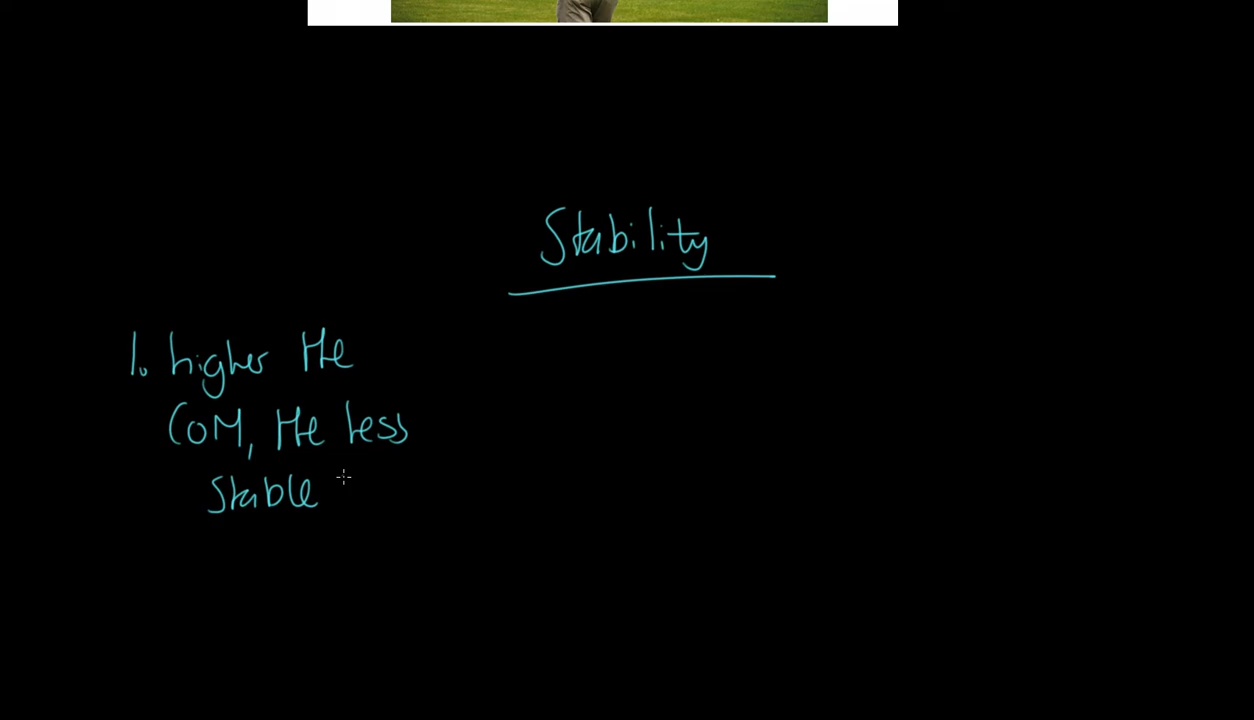 Stability
1. higher the
COM, the less
stable